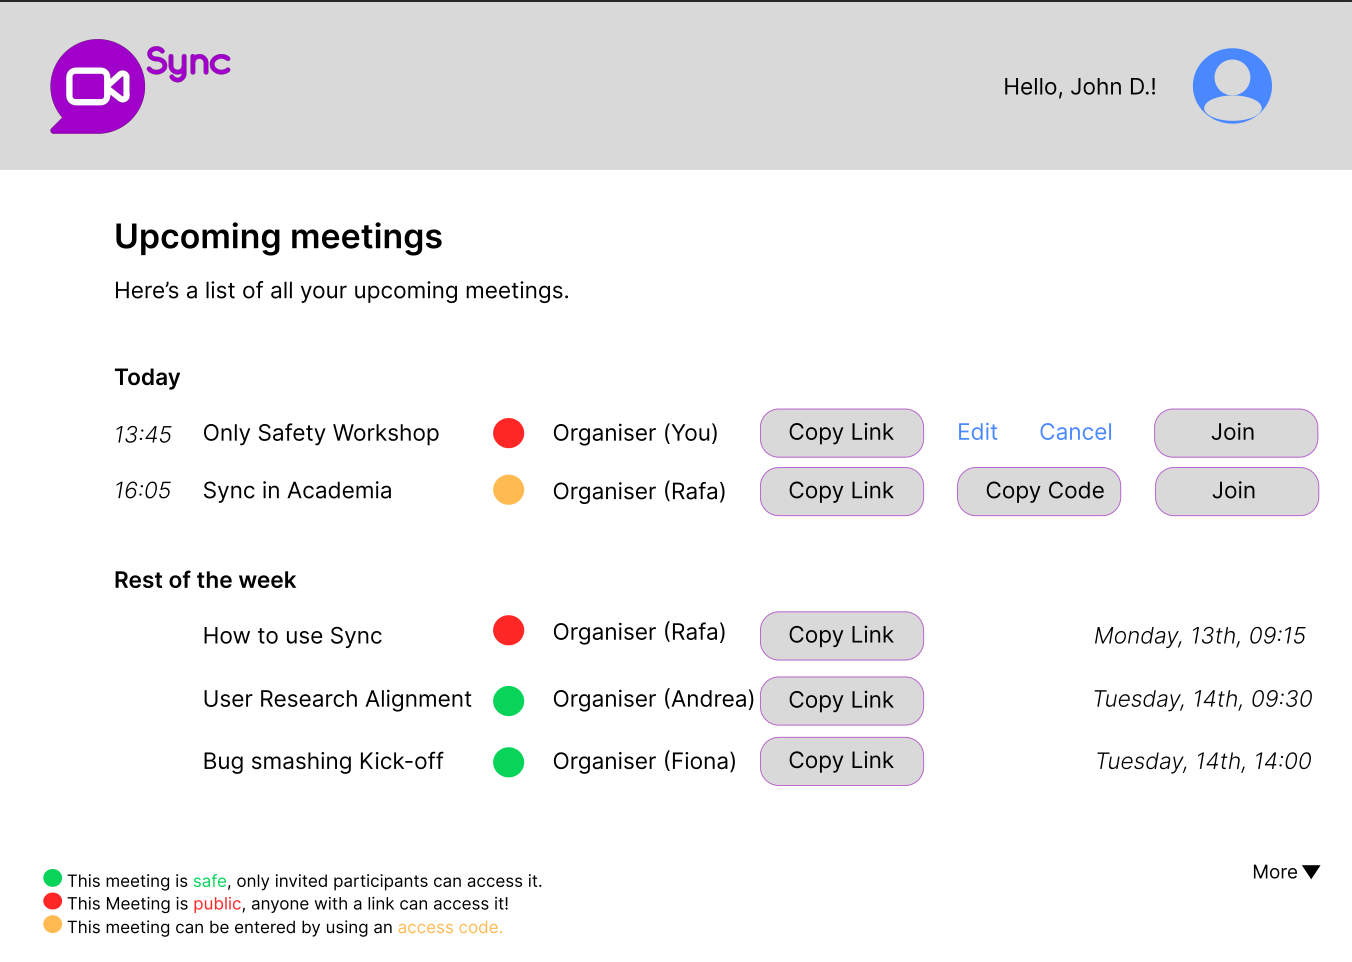 Sync
Hello, John D.!
Upcoming meetings
Here’s a list of all your upcoming meetings.
Today
13:45 Only Safety Workshop Organiser (You) Copy Link Edit Cancel Join
16:05 Sync in Academia Organiser (Rafa) Copy Link Copy Code Join
Rest of the week
How to use Sync Organiser (Rafa) Copy Link Monday, 13th, 09:15
User Research Alignment Organiser (Andrea) Copy Link Tuesday, 14th, 09:30
Bug smashing Kick-off Organiser (Fiona) Copy Link Tuesday, 14th, 14:00
More
This meeting is safe, only invited participants can access it.
This Meeting is public, anyone with a link can access it!
This meeting can be entered by using an access code.